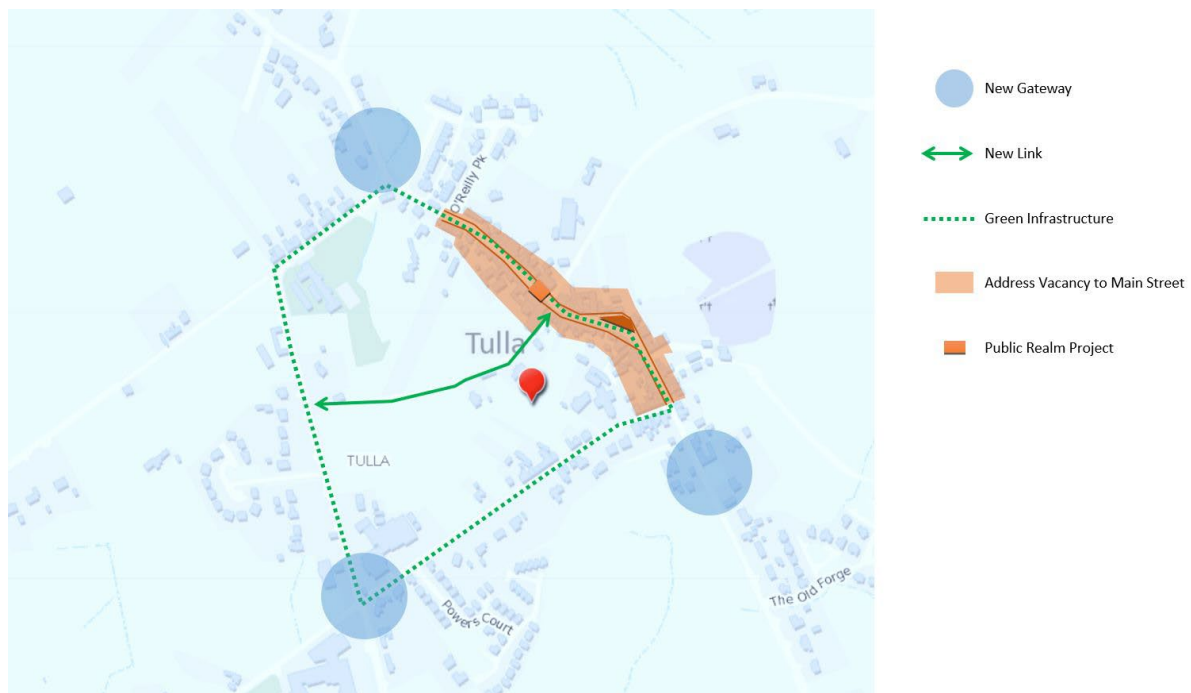 O'Reilly Pk
Tulla
TULLA
Powers Court
The Old Forge
New Gateway
New Link
Green Infrastructure
Address Vacancy to Main Street
Public Realm Project